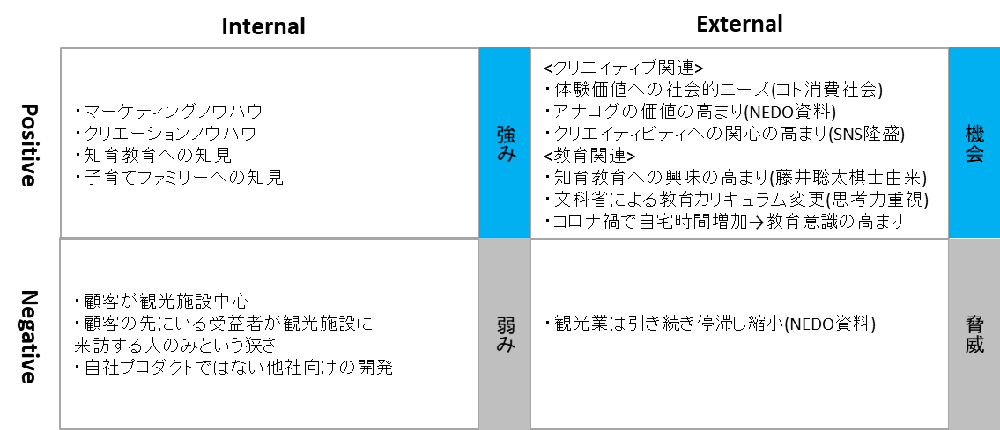 Internal
External
Positive
・マーケティングノウハウ
・クリエーションノウハウ
・知育教育への知見
・子育てファミリーへの知見
強み
<クリエイティブ関連>
・体験価値への社会的ニーズ(コト消費社会)
・アナログの価値の高まり(NEDO資料)
・クリエイティビティへの関心の高まり(SNS隆盛)
<教育関連>
・知育教育への興味の高まり(藤井聡太棋士由来)
・文科省による教育カリキュラム変更(思考力重視)
・コロナ禍で自宅時間増加→教育意識の高まり
機会
Negative
・顧客が観光施設中心
・顧客の先にいる受益者が観光施設に
来訪する人のみという狭さ
・自社プロダクトではない他社向けの開発
弱み
・観光業は引き続き停滞し縮小(NEDO資料)
脅威